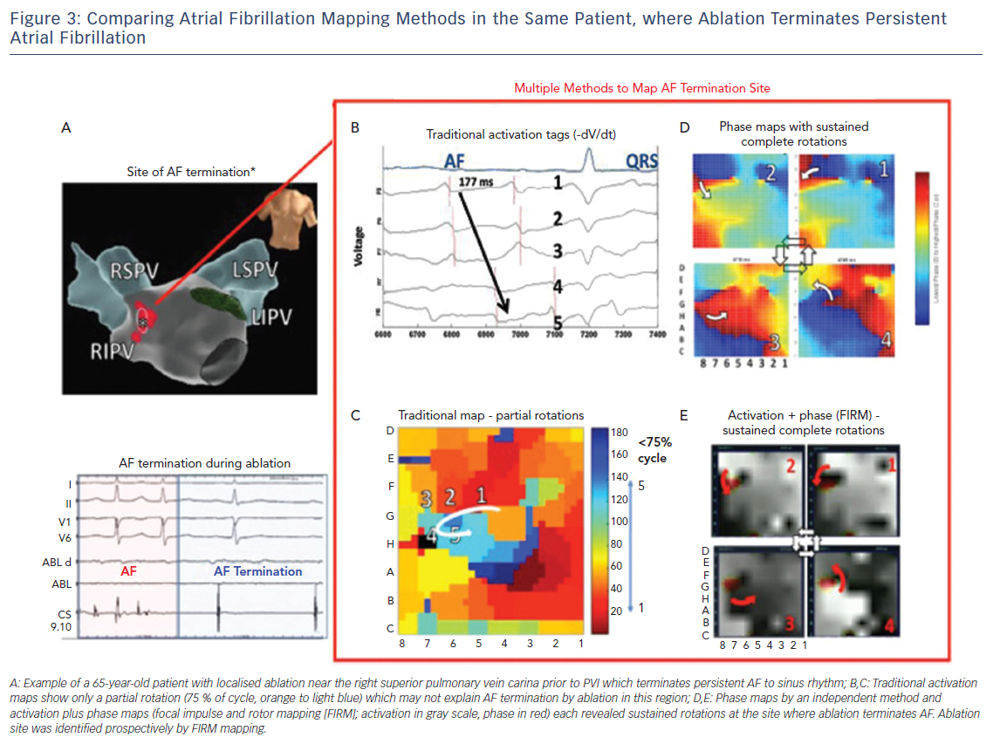 Figure 3: Comparing Atrial Fibrillation Mapping Methods in the Same Patient, where Ablation Terminates Persistent
Atrial Fibrillation
Multiple Methods to Map AF Termination Site
A
Site of AF termination*
RSPV
LSPV
LIPV
RIPV
*
AF termination during ablation
I
II
V1
V6
ABL d
ABL
CS
9.10
AF
AF Termination
B
Traditional activation tags (-dV/dt)
AF
QRS
177 ms
1
2
3
4
5
Voltage
6600 6700 6800 6900 7000 7100 7200 7300 7400
C
Traditional map - partial rotations
D
E
F
G
H
A
B
C
8 7 6 5 4 3 2 1
3 2 1
4 5
180
160
140
120
100
80
60
40
20
<75%
cycle
5
1
D
Phase maps with sustained
complete rotations
2
1
3
4
D
E
F
G
H
A
B
C
8 7 6 5 4 3 2 1
E
Activation + phase (FIRM) -
sustained complete rotations
2
1
3
4
D
E
F
G
H
A
B
C
8 7 6 5 4 3 2 1
A: Example of a 65-year-old patient with localised ablation near the right superior pulmonary vein carina prior to PVI which terminates persistent AF to sinus rhythm; B,C: Traditional activation
maps show only a partial rotation (75 % of cycle, orange to light blue) which may not explain AF termination by ablation in this region; D,E: Phase maps by an independent method and
activation plus phase maps (focal impulse and rotor mapping [FIRM]; activation in gray scale, phase in red) each revealed sustained rotations at the site where ablation terminates AF. Ablation
site was identified prospectively by FIRM mapping.